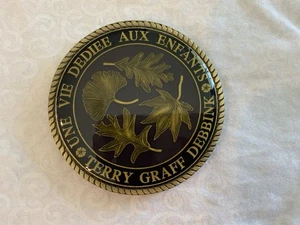 UNE VIE DEDIEE AUX ENFANTS
TERRY GRAFF DEBBINK